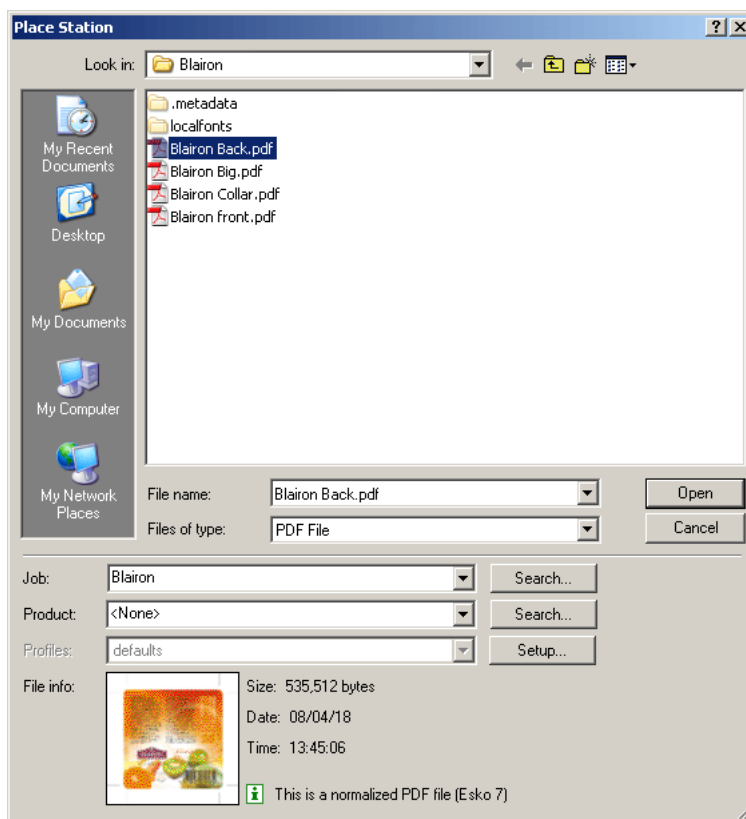 Place Station
Look in: Blairon
.metadata
localfonts
Blairon Back.pdf
Blairon Big.pdf
Blairon Collar.pdf
Blairon front.pdf
My Recent
Documents
Desktop
My Documents
My Computer
My Network
Places
File name: Blairon Back.pdf Open
Files of type: PDF File Cancel
Job: Blairon Search...
Product: <None> Search...
Profiles: defaults Setup...
File info: Size: 535,512 bytes
Date: 08/04/18
Time: 13:45:06
This is a normalized PDF file (Esko 7)